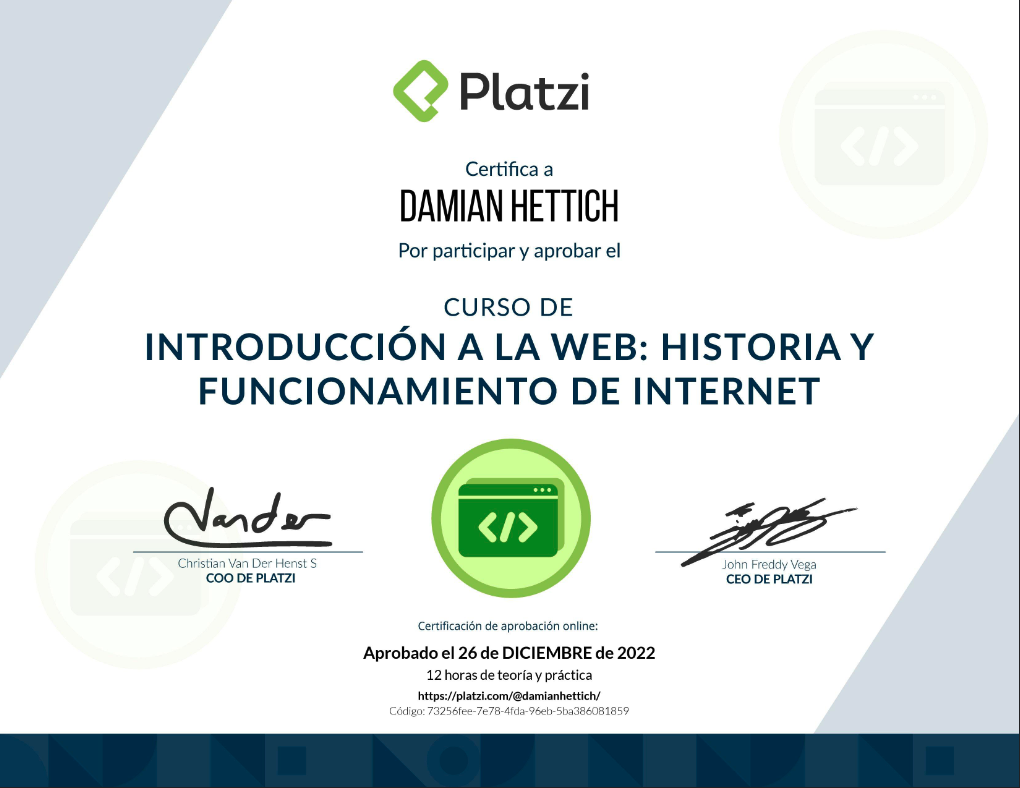 Platzi
Certifica a
DAMIAN HETTICH
Por participar y aprobar el
CURSO DE
INTRODUCCIÓN A LA WEB: HISTORIA Y
FUNCIONAMIENTO DE INTERNET
</>
Christian Van Der Henst S
COO DE PLATZI
John Freddy Vega
CEO DE PLATZI
Certificación de aprobación online:
Aprobado el 26 de DICIEMBRE de 2022
12 horas de teoría y práctica
https://platzi.com/@damianhettich/
Código: 73256fee-7e78-4fda-96eb-5ba386081859